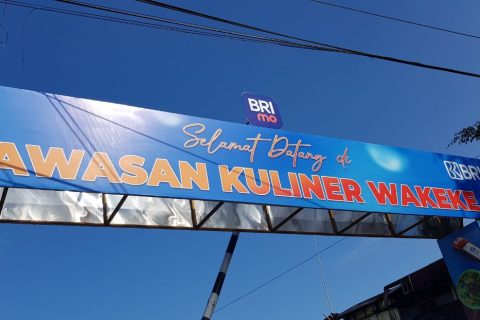 BRI
mo
Selamat Datang di
AWASAN KULINER WAKEKE
BRI